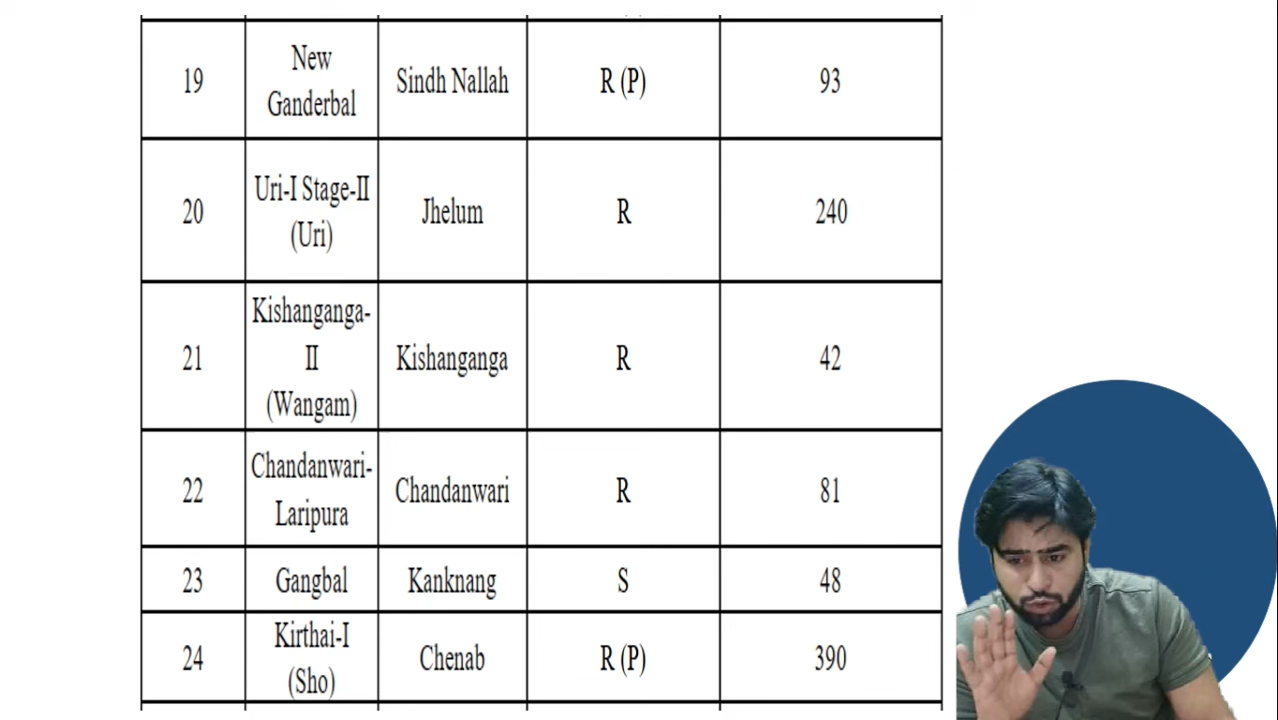 19
New
Ganderbal
Sindh Nallah
R (P)
93
20
Uri-I Stage-II
(Uri)
Jhelum
R
240
21
Kishanganga-
II
(Wangam)
Kishanganga
R
42
22
Chandanwari-
Laripura
Chandanwari
R
81
23
Gangbal
Kanknang
S
48
24
Kirthai-I
(Sho)
Chenab
R (P)
390